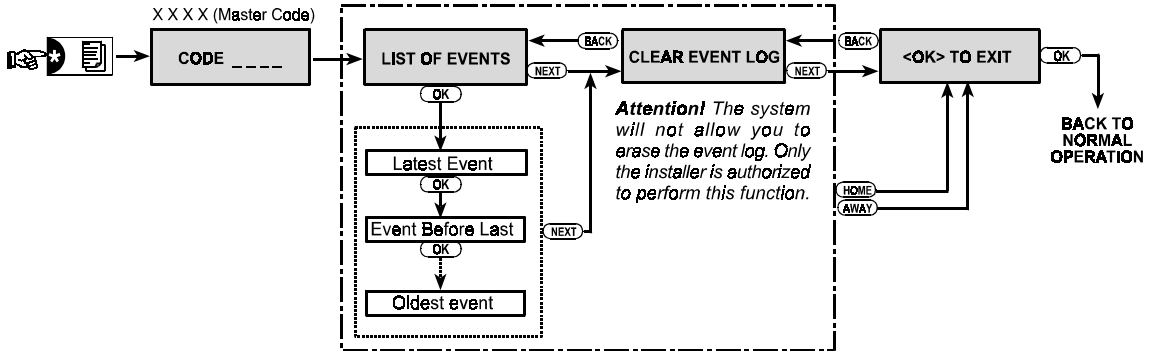 X X X X (Master Code)
*
CODE _ _ _ _
LIST OF EVENTS
BACK
NEXT
CLEAR EVENT LOG
BACK
NEXT
<OK> TO EXIT
OK
BACK TO
NORMAL
OPERATION
OK
Latest Event
OK
Event Before Last
OK
Oldest event
NEXT
Attention! The system
will not allow you to
erase the event log. Only
the installer is authorized
to perform this function.
HOME
AWAY